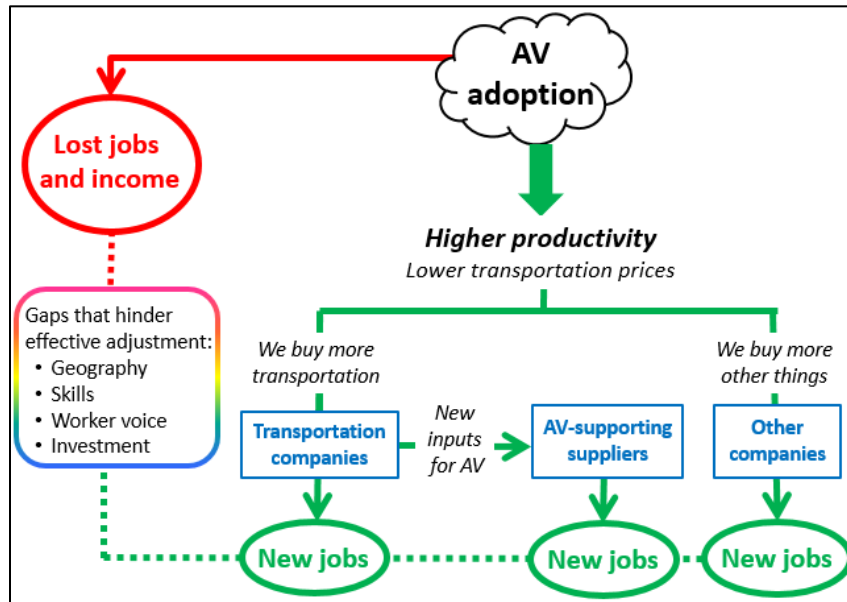 AV
adoption
Lost jobs
and income
Higher productivity
Lower transportation prices
Gaps that hinder
effective adjustment:
• Geography
• Skills
• Worker voice
• Investment
We buy more
transportation
We buy more
other things
Transportation
companies
New
inputs
for AV
AV-supporting
suppliers
Other
companies
New jobs
New jobs
New jobs